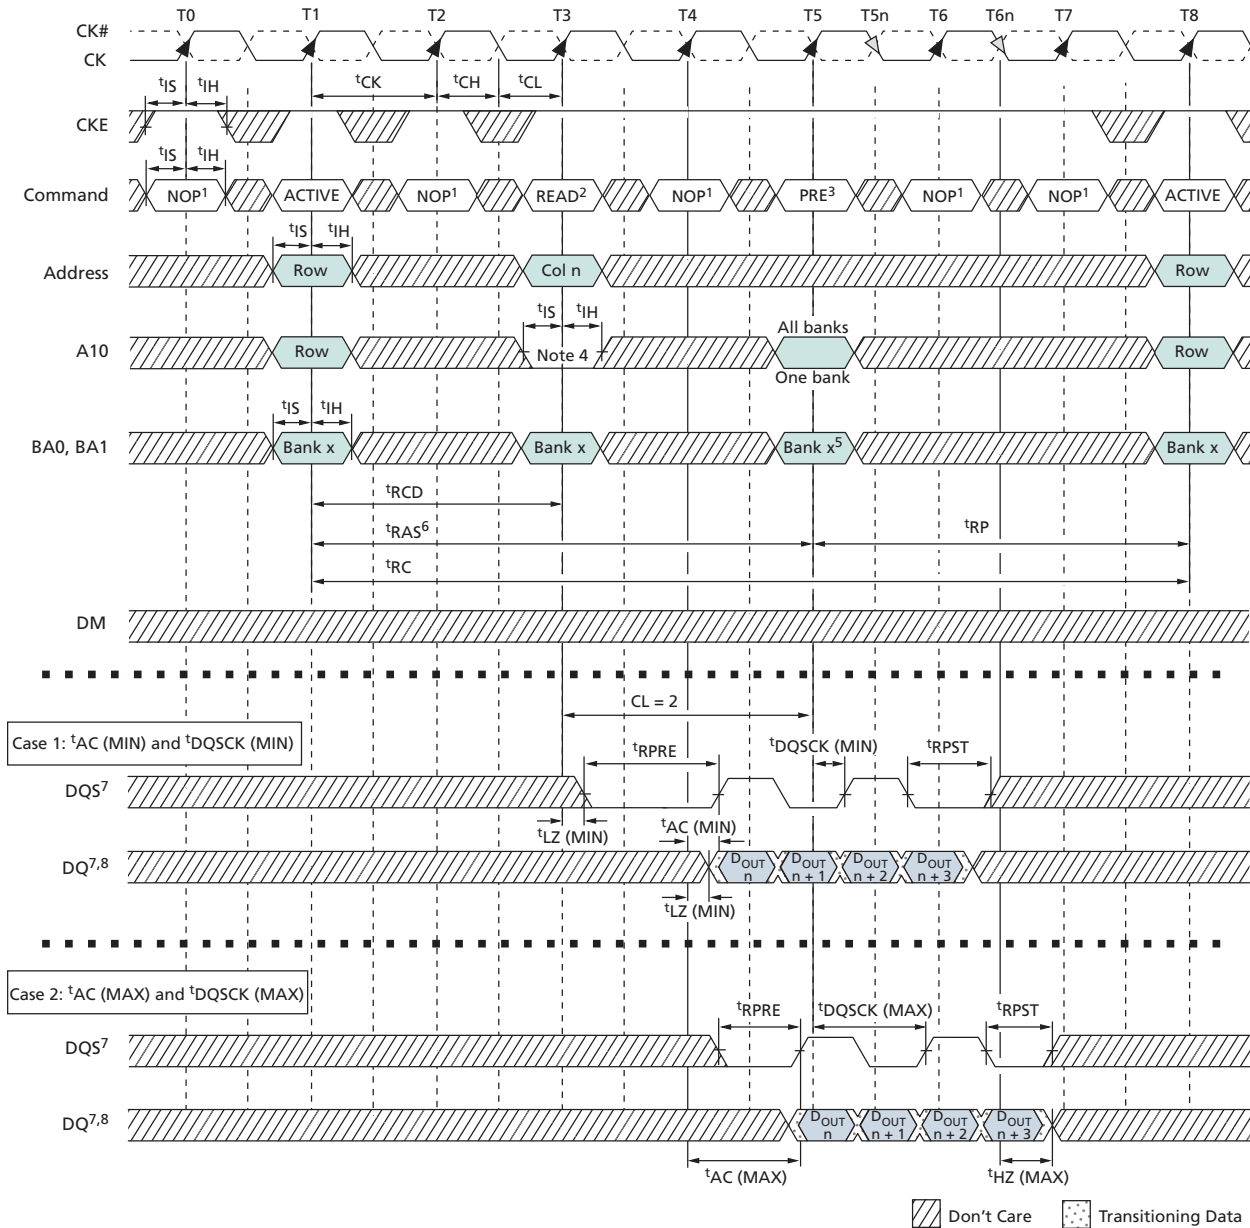 T0 T1 T2 T3 T4 T5 T5n T6 T6n T7 T8
CK#
CK
tIS tIH tCK tCH tCL
CKE
tIS tIH
Command NOP1 ACTIVE NOP1 READ2 NOP1 PRE3 NOP1 NOP1 ACTIVE
tIS tIH
Address Row Col n Row
tIS tIH All banks
A10 Row Note 4 Row
One bank
tIS tIH
BA0, BA1 Bank x Bank x Bank x5 Bank x
tRCD
tRAS6 tRP
tRC
DM
CL = 2
Case 1: tAC (MIN) and tDQSCK (MIN)
tRPRE tDQSCK (MIN) tRPST
DQS7
tLZ (MIN) tAC (MIN)
DQ7,8 DOUT n DOUT n + 1 DOUT n + 2 DOUT n + 3
tLZ (MIN)
Case 2: tAC (MAX) and tDQSCK (MAX)
tRPRE tDQSCK (MAX) tRPST
DQS7
DQ7,8 DOUT n DOUT n + 1 DOUT n + 2 DOUT n + 3
tAC (MAX) tHZ (MAX)
Don't Care Transitioning Data